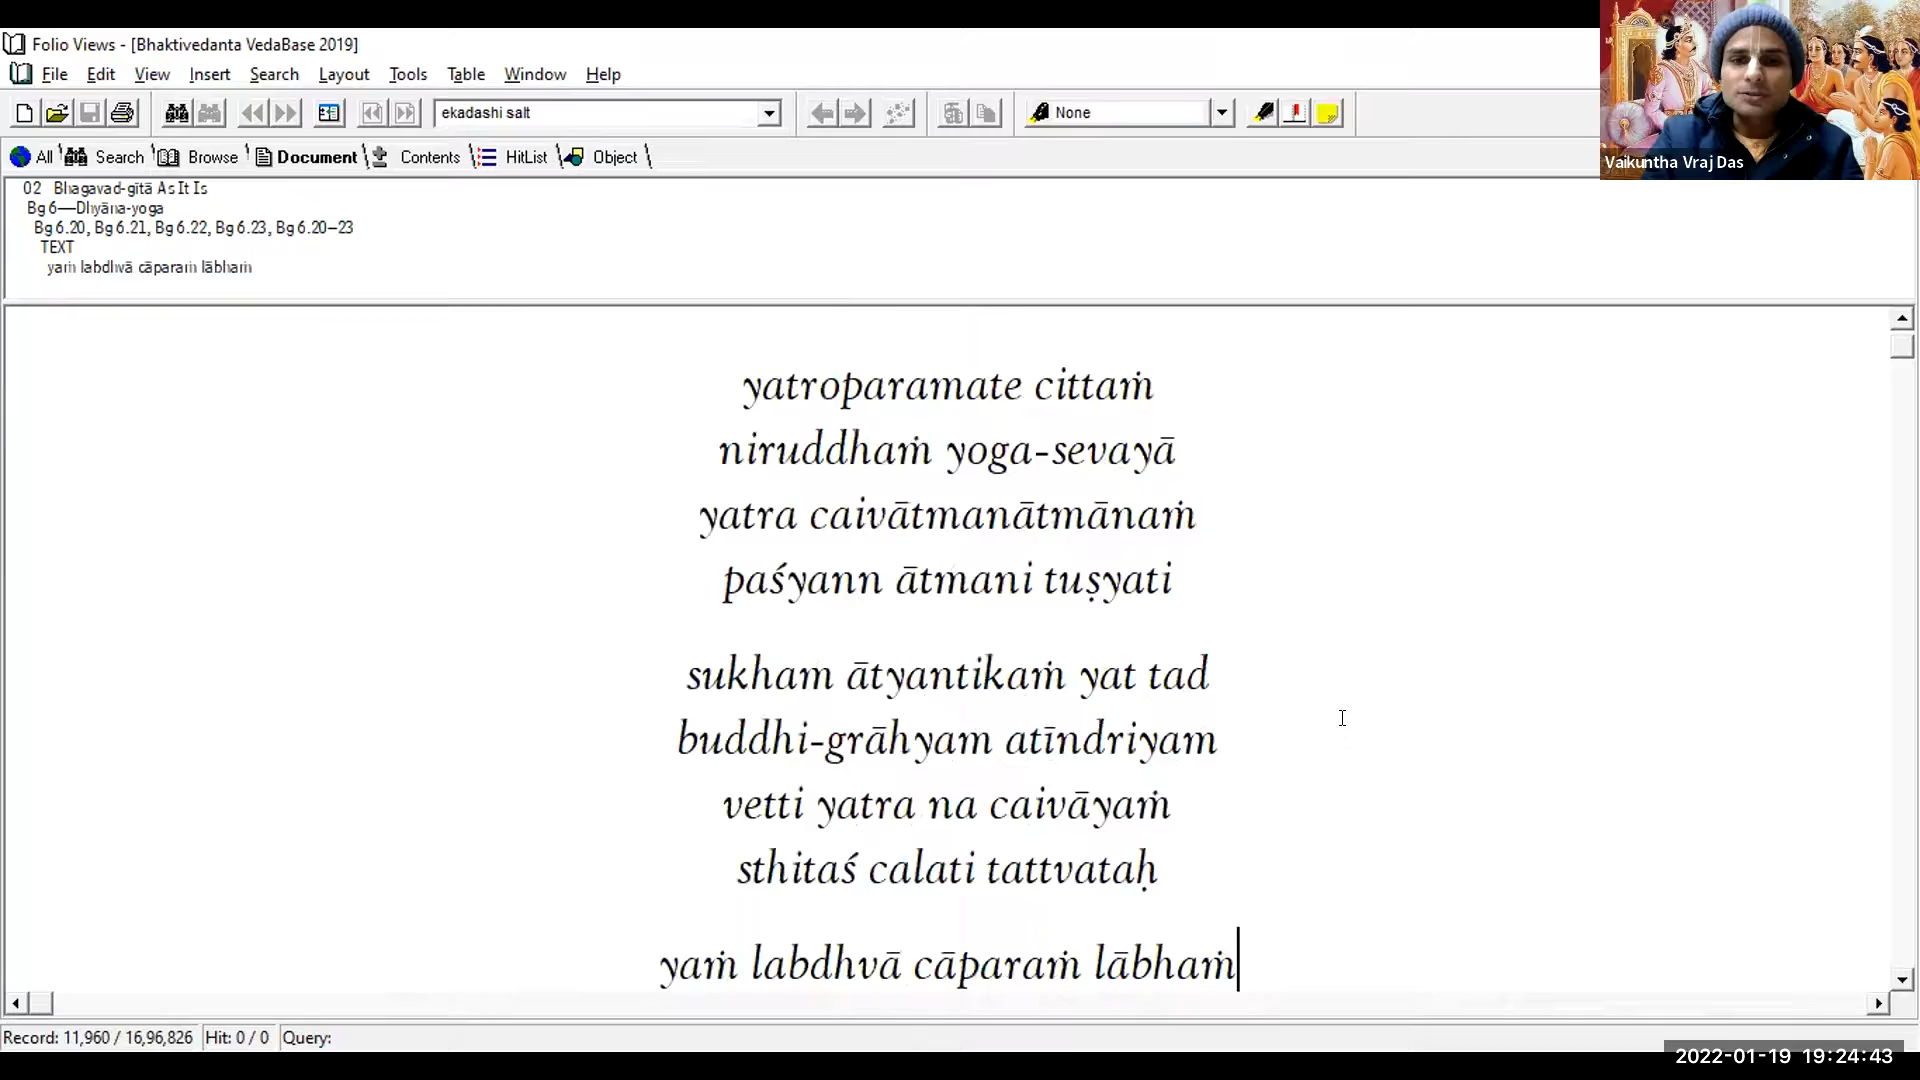 Folio Views - [Bhaktivedanta VedaBase 2019]
File Edit View Insert Search Layout Tools Table Window Help
ekadashi salt None
All Search Browse Document Contents HitList Object
Vaikuntha Vraj Das
02 Bhagavad-gītā As It Is
Bg 6—Dhyāna-yoga
Bg 6.20, Bg 6.21, Bg 6.22, Bg 6.23, Bg 6.20–23
TEXT
yaṁ labdhvā cāparaṁ lābhaṁ
yatroparamate cittaṁ
niruddhaṁ yoga-sevayā
yatra caivātmanātmānaṁ
paśyann ātmani tuṣyati
sukham ātyantikaṁ yat tad
buddhi-grāhyam atīndriyam
vetti yatra na caivāyaṁ
sthitaś calati tattvataḥ
yaṁ labdhvā cāparaṁ lābhaṁ
Record: 11,960 / 16,96,826 Hit: 0 / 0 Query:
2022-01-19 19:24:43